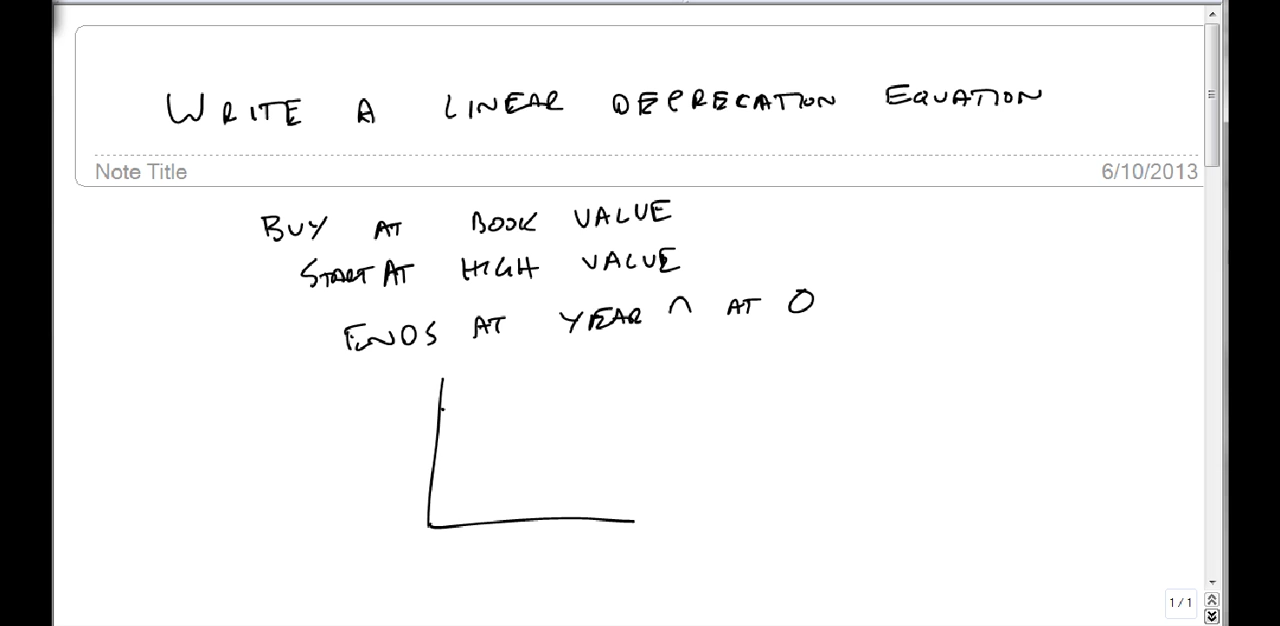 WRITE A LINEAR DEPRECATION EQUATION
Note Title
6/10/2013
BUY AT BOOK VALUE
START AT HIGH VALUE
ENDS AT YEAR n AT 0
1 / 1